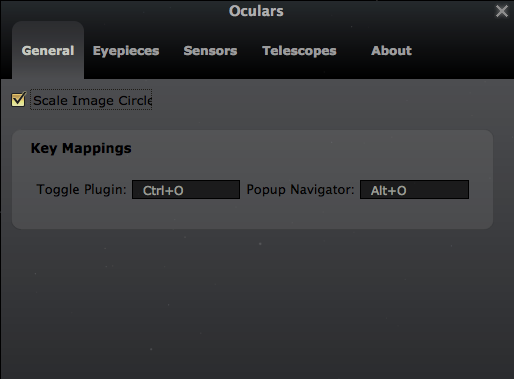 Oculars
General Eyepieces Sensors Telescopes About
Scale Image Circle
Key Mappings
Toggle Plugin: Ctrl+O Popup Navigator: Alt+O